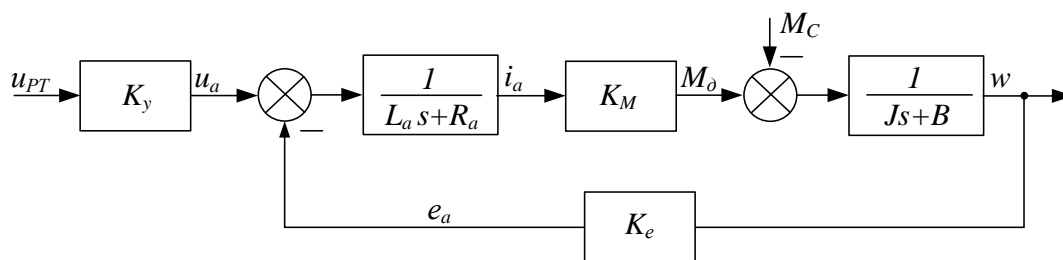 M_C
u_PT
K_y
u_a
1
L_a s+R_a
i_a
K_M
M_д
1
Js+B
w
e_a
K_e